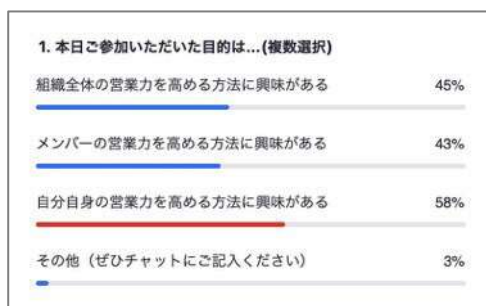 1. 本日ご参加いただいた目的は...(複数選択)
組織全体の営業力を高める方法に興味がある 45%
メンバーの営業力を高める方法に興味がある 43%
自分自身の営業力を高める方法に興味がある 58%
その他（ぜひチャットにご記入ください） 3%